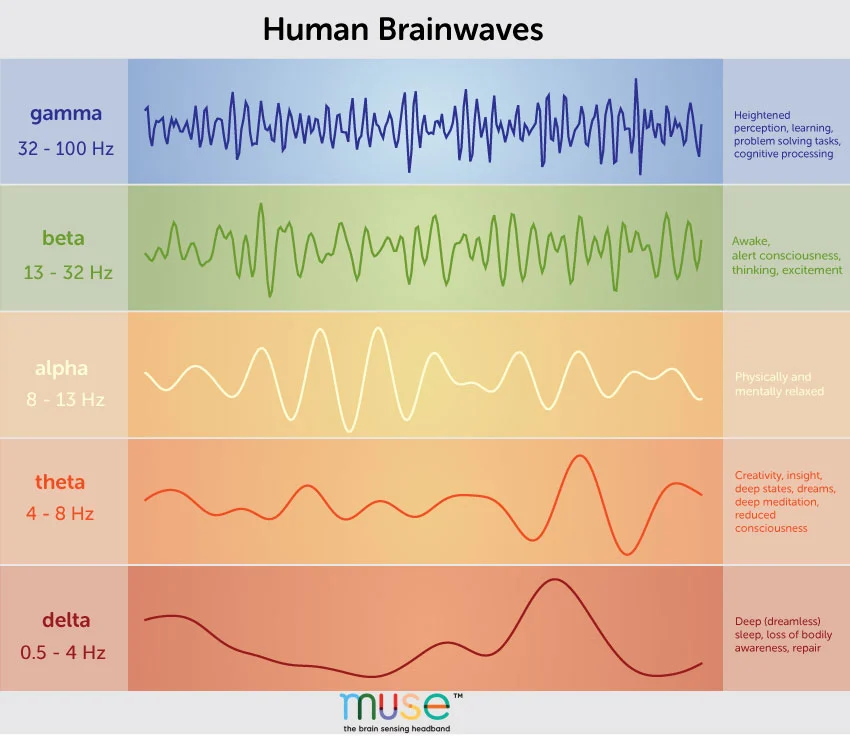 Human Brainwaves
gamma
32 - 100 Hz
Heightened
perception, learning,
problem solving tasks,
cognitive processing
beta
13 - 32 Hz
Awake,
alert consciousness,
thinking, excitement
alpha
8 - 13 Hz
Physically and
mentally relaxed
theta
4 - 8 Hz
Creativity, insight,
deep states, dreams,
deep meditation,
reduced
consciousness
delta
0.5 - 4 Hz
Deep (dreamless)
sleep, loss of bodily
awareness, repair
muse™
the brain sensing headband